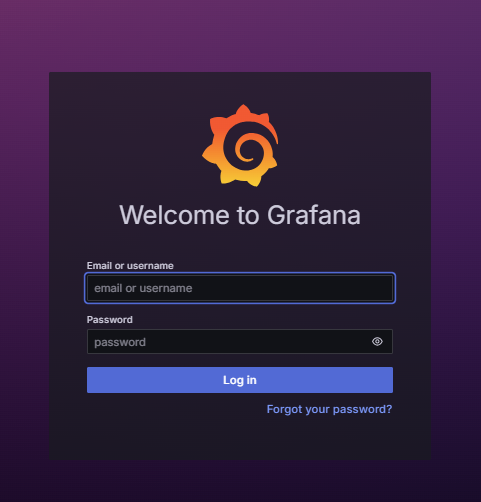 Welcome to Grafana
Email or username
email or username
Password
password
Log in
Forgot your password?